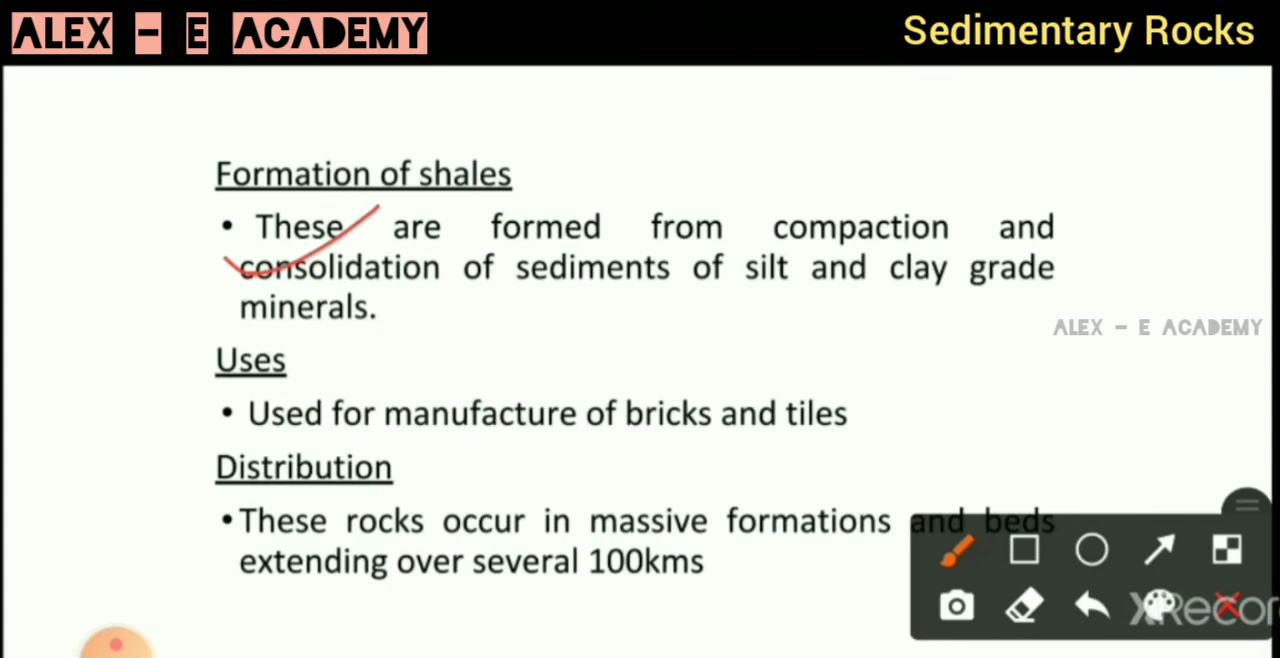 ALEX - E ACADEMY
Sedimentary Rocks
Formation of shales
• These are formed from compaction and
consolidation of sediments of silt and clay grade
minerals.
ALEX - E ACADEMY
Uses
• Used for manufacture of bricks and tiles
Distribution
• These rocks occur in massive formations and beds
extending over several 100kms
XRecor